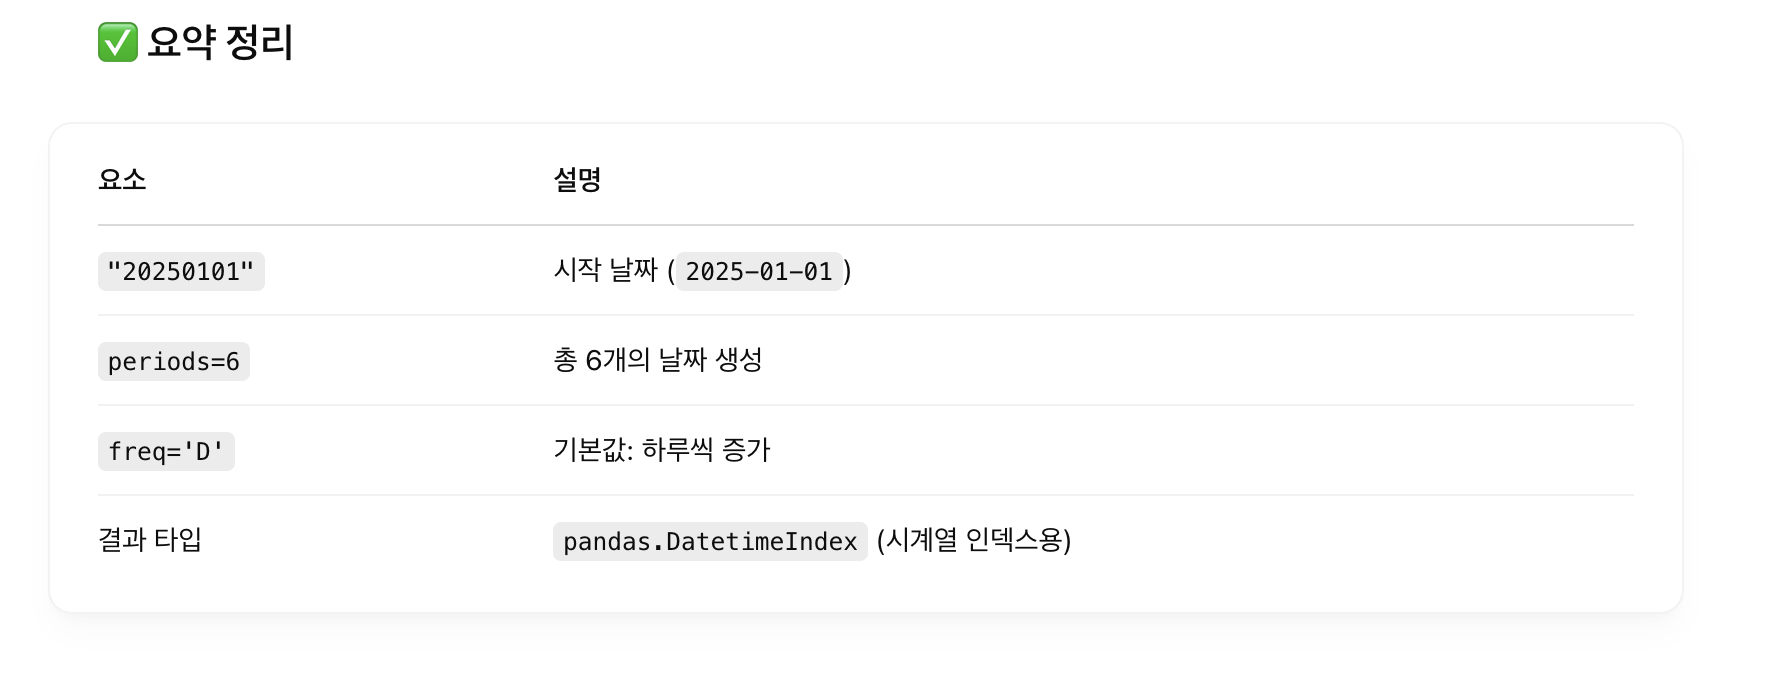 ✅ 요약 정리
요소 설명
"20250101" 시작 날짜 (2025-01-01)
periods=6 총 6개의 날짜 생성
freq='D' 기본값: 하루씩 증가
결과 타입 pandas.DatetimeIndex (시계열 인덱스용)